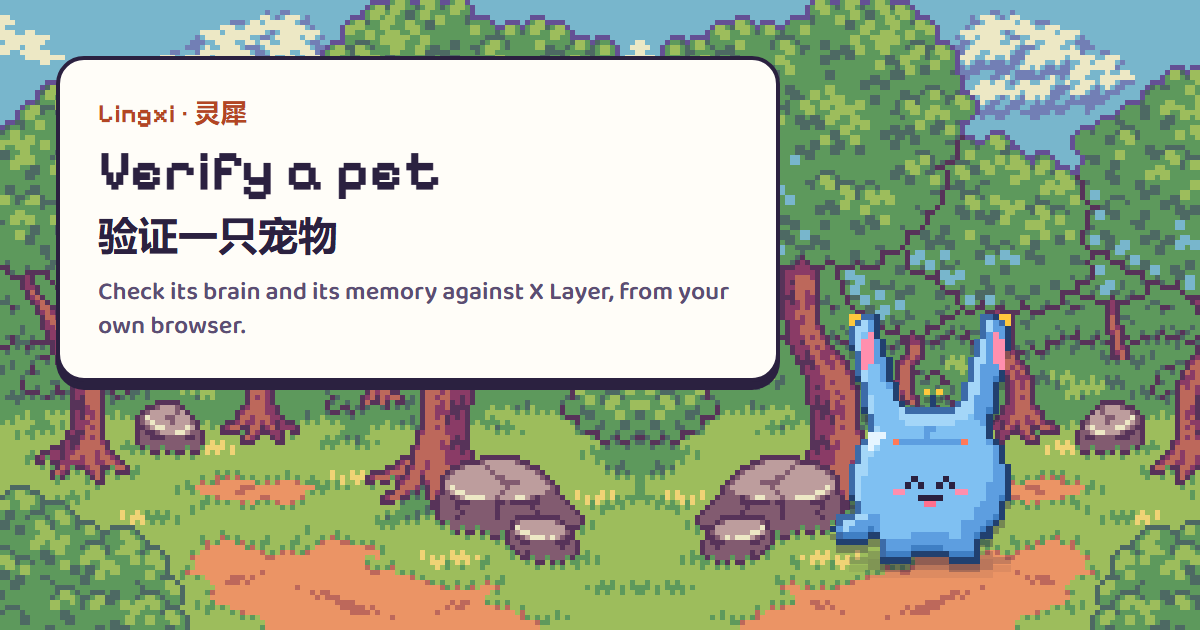 Lingxi · 灵犀
Verify a pet
验证一只宠物
Check its brain and its memory against X Layer, from your
own browser.